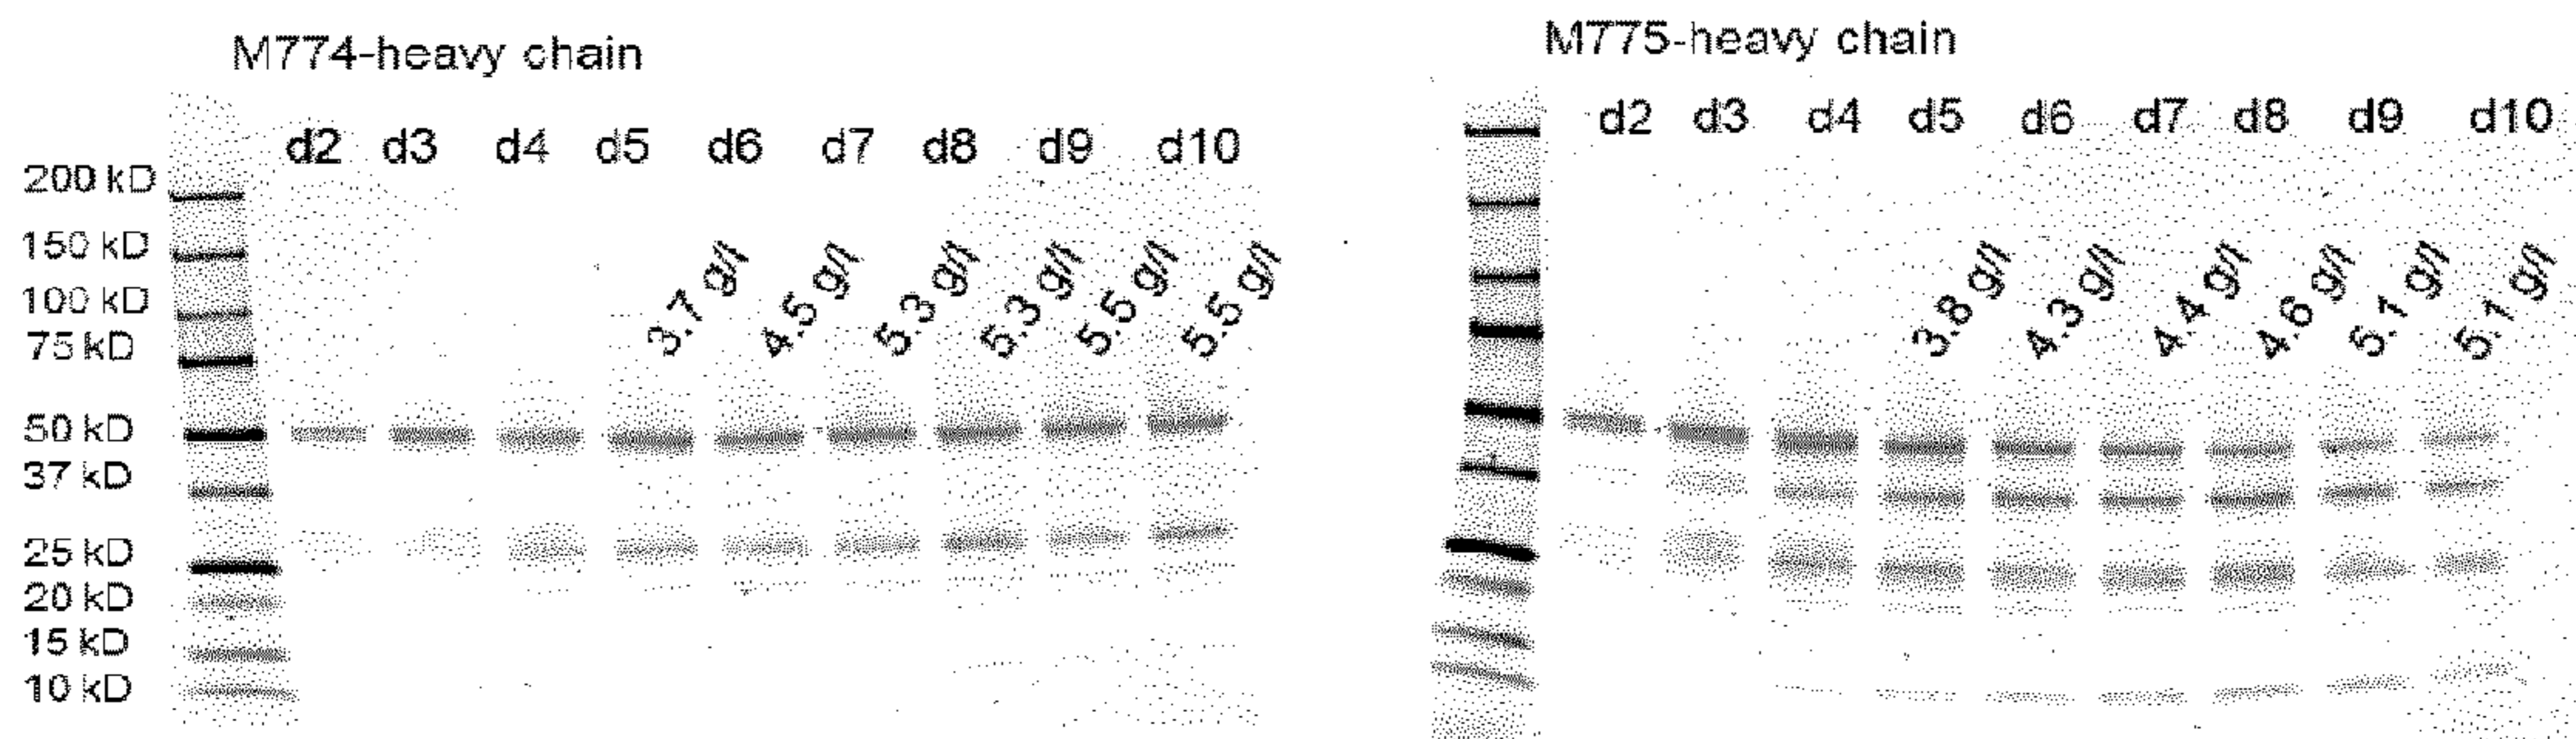 M774-heavy chain
d2 d3 d4 d5 d6 d7 d8 d9 d10
200 kD
150 kD
100 kD
75 kD
50 kD
37 kD
25 kD
20 kD
15 kD
10 kD
3.7 g/l
4.5 g/l
5.3 g/l
5.3 g/l
5.5 g/l
5.5 g/l
M775-heavy chain
d2 d3 d4 d5 d6 d7 d8 d9 d10
3.8 g/l
4.3 g/l
4.4 g/l
4.6 g/l
5.1 g/l
5.1 g/l